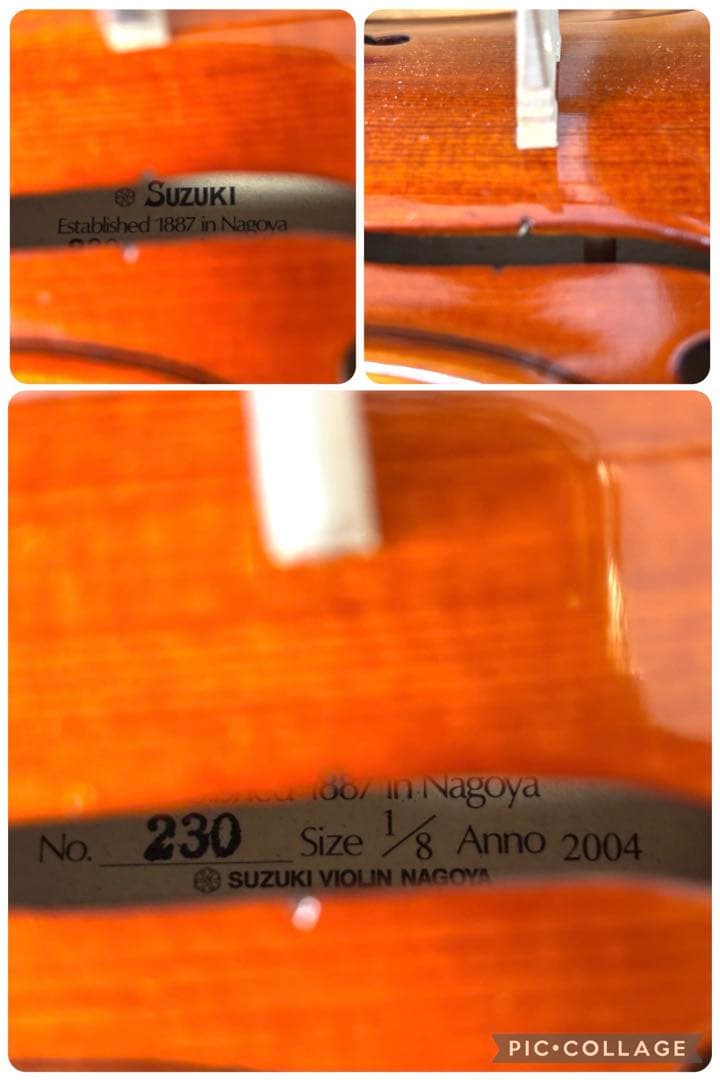 SUZUKI
Established 1887 in Nagoya
1887 in Nagoya
No. 230 Size 1/8 Anno 2004
SUZUKI VIOLIN NAGOYA
PIC•COLLAGE